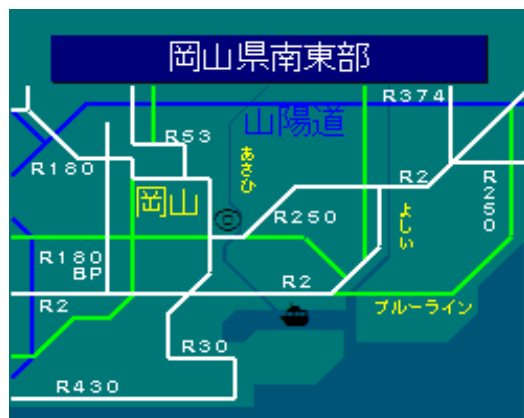 岡山県南東部
R374
山陽道
R53
あさひ
R180
R2
R250
岡山
R250
よしい
R180
BP
R2
R2
ブルーライン
R30
R430